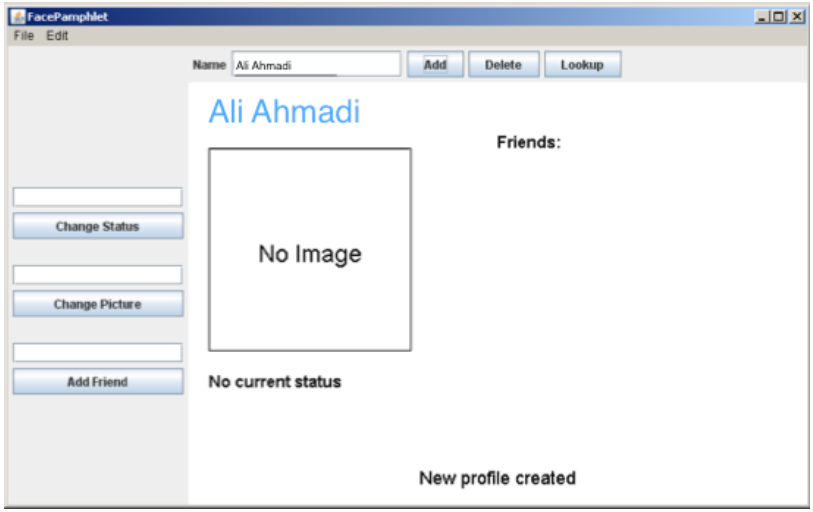 FacePamphlet
File Edit
Name Ali Ahmadi Add Delete Lookup
Ali Ahmadi
Friends:
No Image
Change Status
Change Picture
Add Friend
No current status
New profile created